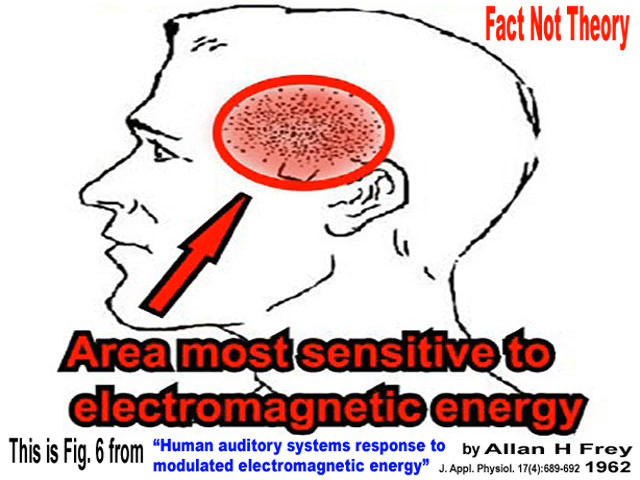 Fact Not Theory
Area most sensitive to
electromagnetic energy
This is Fig. 6 from "Human auditory systems response to by Allan H Frey
modulated electromagnetic energy" J. Appl. Physiol. 17(4):689-692 1962